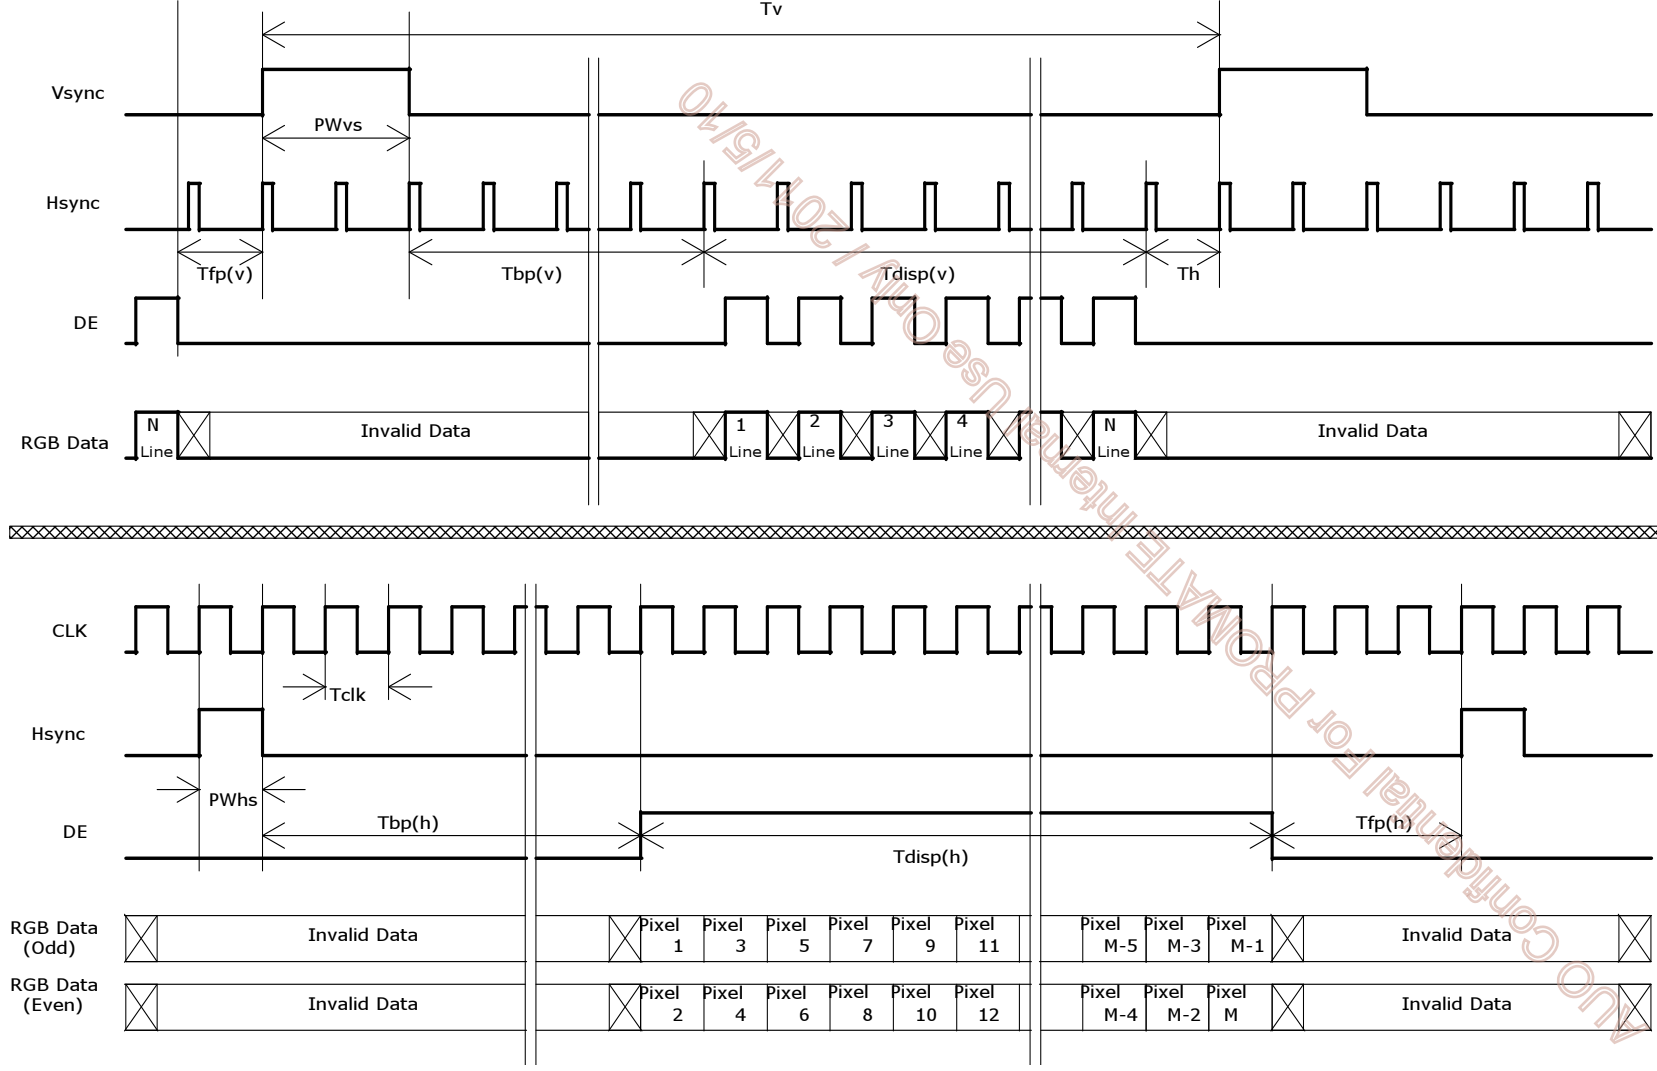 Tv
Vsync
PWvs
Hsync
Tfp(v) Tbp(v) Tdisp(v) Th
DE
RGB Data
N Line
Invalid Data
1 Line
2 Line
3 Line
4 Line
N Line
Invalid Data
CLK
Tclk
Hsync
PWhs
DE
Tbp(h) Tdisp(h) Tfp(h)
RGB Data
(Odd)
Invalid Data
Pixel 1
Pixel 3
Pixel 5
Pixel 7
Pixel 9
Pixel 11
Pixel M-5
Pixel M-3
Pixel M-1
Invalid Data
RGB Data
(Even)
Invalid Data
Pixel 2
Pixel 4
Pixel 6
Pixel 8
Pixel 10
Pixel 12
Pixel M-4
Pixel M-2
Pixel M
Invalid Data
AUO Confidential For PROMATE Internal Use Only / 2011/5/10